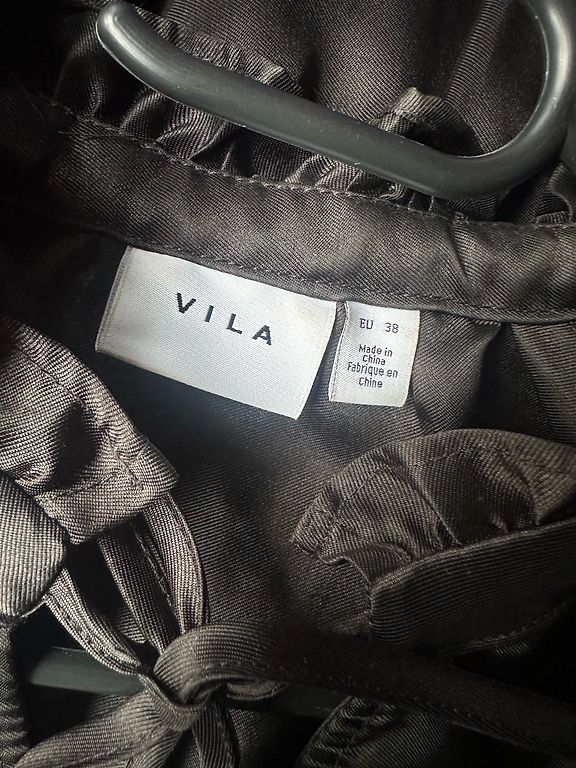 VILA
EU 38
Made in
China
Fabrique en
Chine